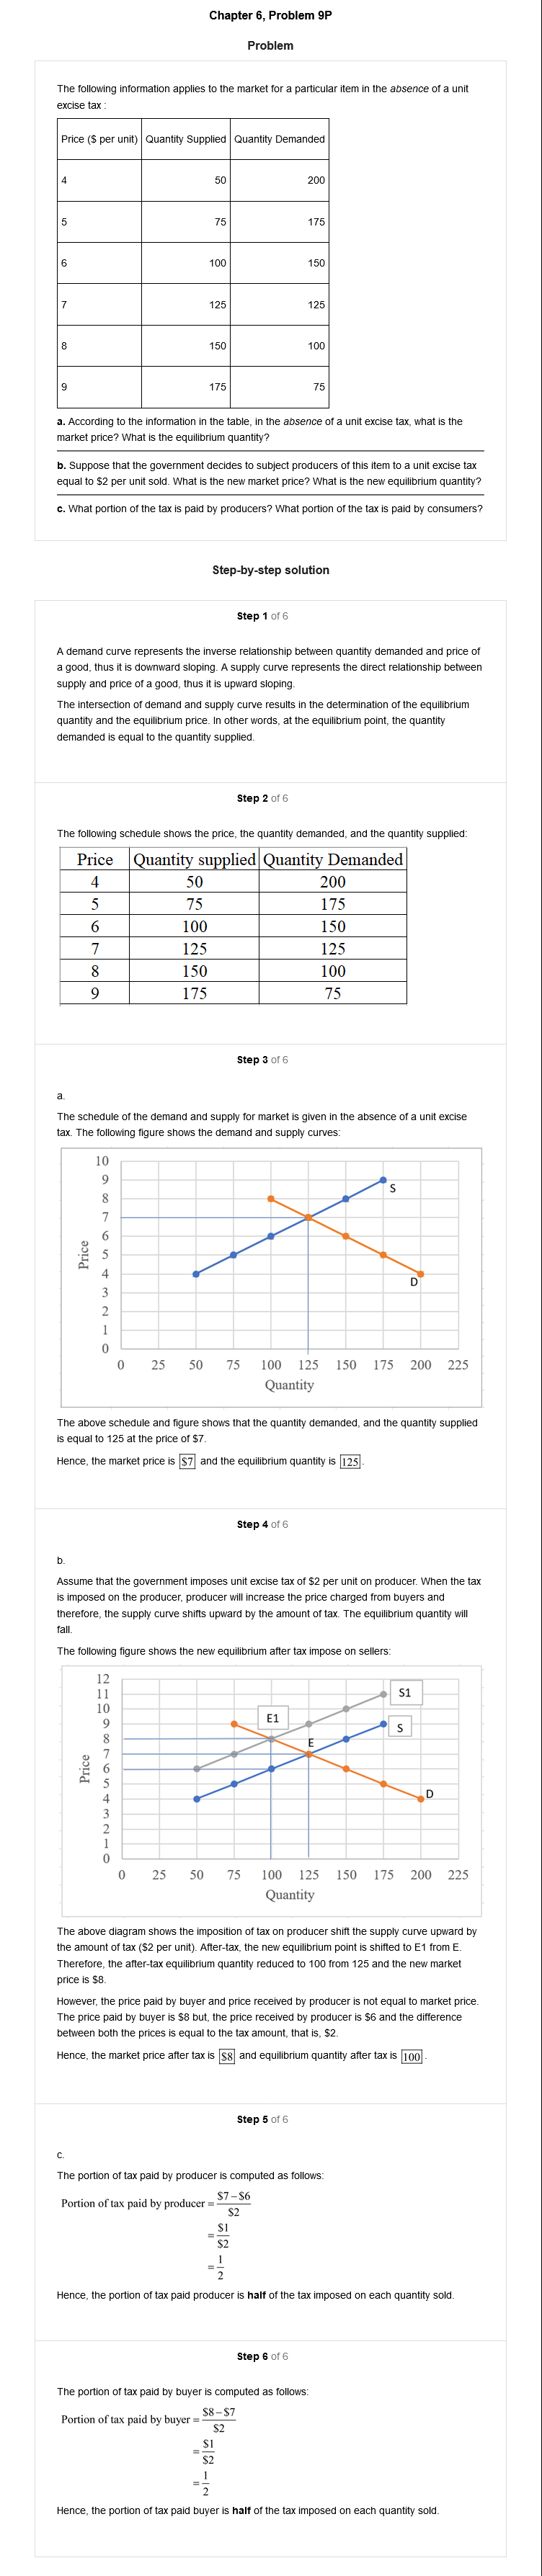 Chapter 6, Problem 9P
Problem
The following information applies to the market for a particular item in the absence of a unit
excise tax :
Price ($ per unit) Quantity Supplied Quantity Demanded
4 50 200
5 75 175
6 100 150
7 125 125
8 150 100
9 175 75
a. According to the information in the table, in the absence of a unit excise tax, what is the
market price? What is the equilibrium quantity?
b. Suppose that the government decides to subject producers of this item to a unit excise tax
equal to $2 per unit sold. What is the new market price? What is the new equilibrium quantity?
c. What portion of the tax is paid by producers? What portion of the tax is paid by consumers?
Step-by-step solution
Step 1 of 6
A demand curve represents the inverse relationship between quantity demanded and price of
a good, thus it is downward sloping. A supply curve represents the direct relationship between
supply and price of a good, thus it is upward sloping.
The intersection of demand and supply curve results in the determination of the equilibrium
quantity and the equilibrium price. In other words, at the equilibrium point, the quantity
demanded is equal to the quantity supplied.
Step 2 of 6
The following schedule shows the price, the quantity demanded, and the quantity supplied:
Price Quantity supplied Quantity Demanded
4 50 200
5 75 175
6 100 150
7 125 125
8 150 100
9 175 75
Step 3 of 6
a.
The schedule of the demand and supply for market is given in the absence of a unit excise
tax. The following figure shows the demand and supply curves:
10
9
S
8
7
6
Price
5
4
D
3
2
1
0
0 25 50 75 100 125 150 175 200 225
Quantity
The above schedule and figure shows that the quantity demanded, and the quantity supplied
is equal to 125 at the price of $7.
Hence, the market price is $7 and the equilibrium quantity is 125.
Step 4 of 6
b.
Assume that the government imposes unit excise tax of $2 per unit on producer. When the tax
is imposed on the producer, producer will increase the price charged from buyers and
therefore, the supply curve shifts upward by the amount of tax. The equilibrium quantity will
fall.
The following figure shows the new equilibrium after tax impose on sellers:
12
11
S1
10
E1
9
S
8
E
7
6
Price
5
4
D
3
2
1
0
0 25 50 75 100 125 150 175 200 225
Quantity
The above diagram shows the imposition of tax on producer shift the supply curve upward by
the amount of tax ($2 per unit). After-tax, the new equilibrium point is shifted to E1 from E.
Therefore, the after-tax equilibrium quantity reduced to 100 from 125 and the new market
price is $8.
However, the price paid by buyer and price received by producer is not equal to market price.
The price paid by buyer is $8 but, the price received by producer is $6 and the difference
between both the prices is equal to the tax amount, that is, $2.
Hence, the market price after tax is $8 and equilibrium quantity after tax is 100 .
Step 5 of 6
c.
The portion of tax paid by producer is computed as follows:
Portion of tax paid by producer = $7–$6
$2
= $1
$2
= 1
2
Hence, the portion of tax paid producer is half of the tax imposed on each quantity sold.
Step 6 of 6
The portion of tax paid by buyer is computed as follows:
Portion of tax paid by buyer = $8–$7
$2
= $1
$2
= 1
2
Hence, the portion of tax paid buyer is half of the tax imposed on each quantity sold.